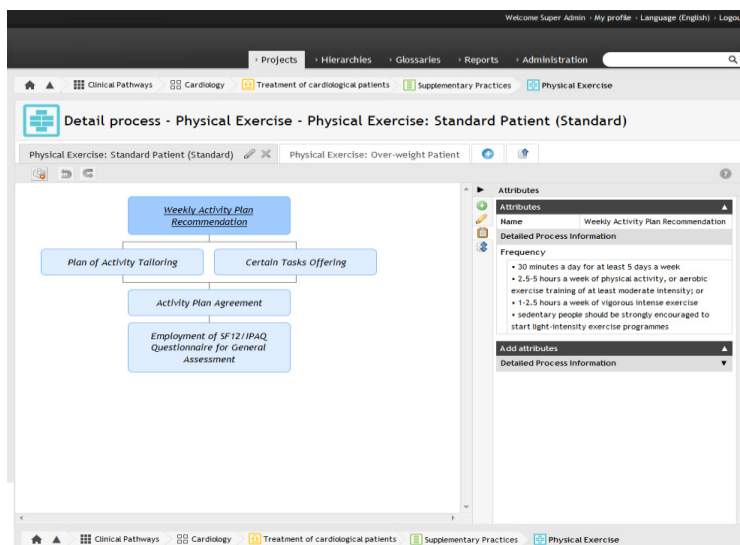 Welcome Super Admin · My profile · Language (English) · Logou
› Projects › Hierarchies › Glossaries › Reports › Administration
Clinical Pathways Cardiology Treatment of cardiological patients Supplementary Practices Physical Exercise
Detail process - Physical Exercise - Physical Exercise: Standard Patient (Standard)
Physical Exercise: Standard Patient (Standard) Physical Exercise: Over-weight Patient
Weekly Activity Plan
Recommendation
Plan of Activity Tailoring Certain Tasks Offering
Activity Plan Agreement
Employment of SF12/IPAQ
Questionnaire for General
Assessment
Attributes
Attributes
Name Weekly Activity Plan Recommendation
Detailed Process Information
Frequency
• 30 minutes a day for at least 5 days a week
• 2.5-5 hours a week of physical activity, or aerobic
exercise training of at least moderate intensity; or
• 1-2.5 hours a week of vigorous intense exercise
• sedentary people should be strongly encouraged to
start light-intensity exercise programmes
Add attributes
Detailed Process Information
Clinical Pathways Cardiology Treatment of cardiological patients Supplementary Practices Physical Exercise